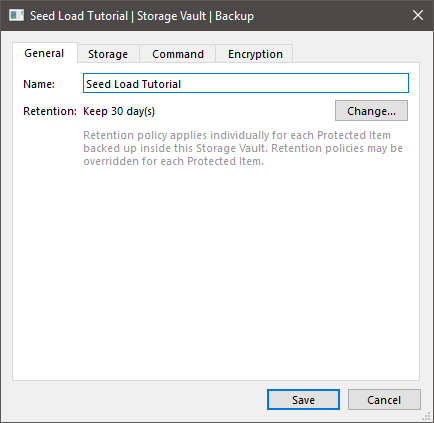 Seed Load Tutorial | Storage Vault | Backup
General Storage Command Encryption
Name: Seed Load Tutorial
Retention: Keep 30 day(s) Change...
Retention policy applies individually for each Protected Item
backed up inside this Storage Vault. Retention policies may be
overridden for each Protected Item.
Save Cancel